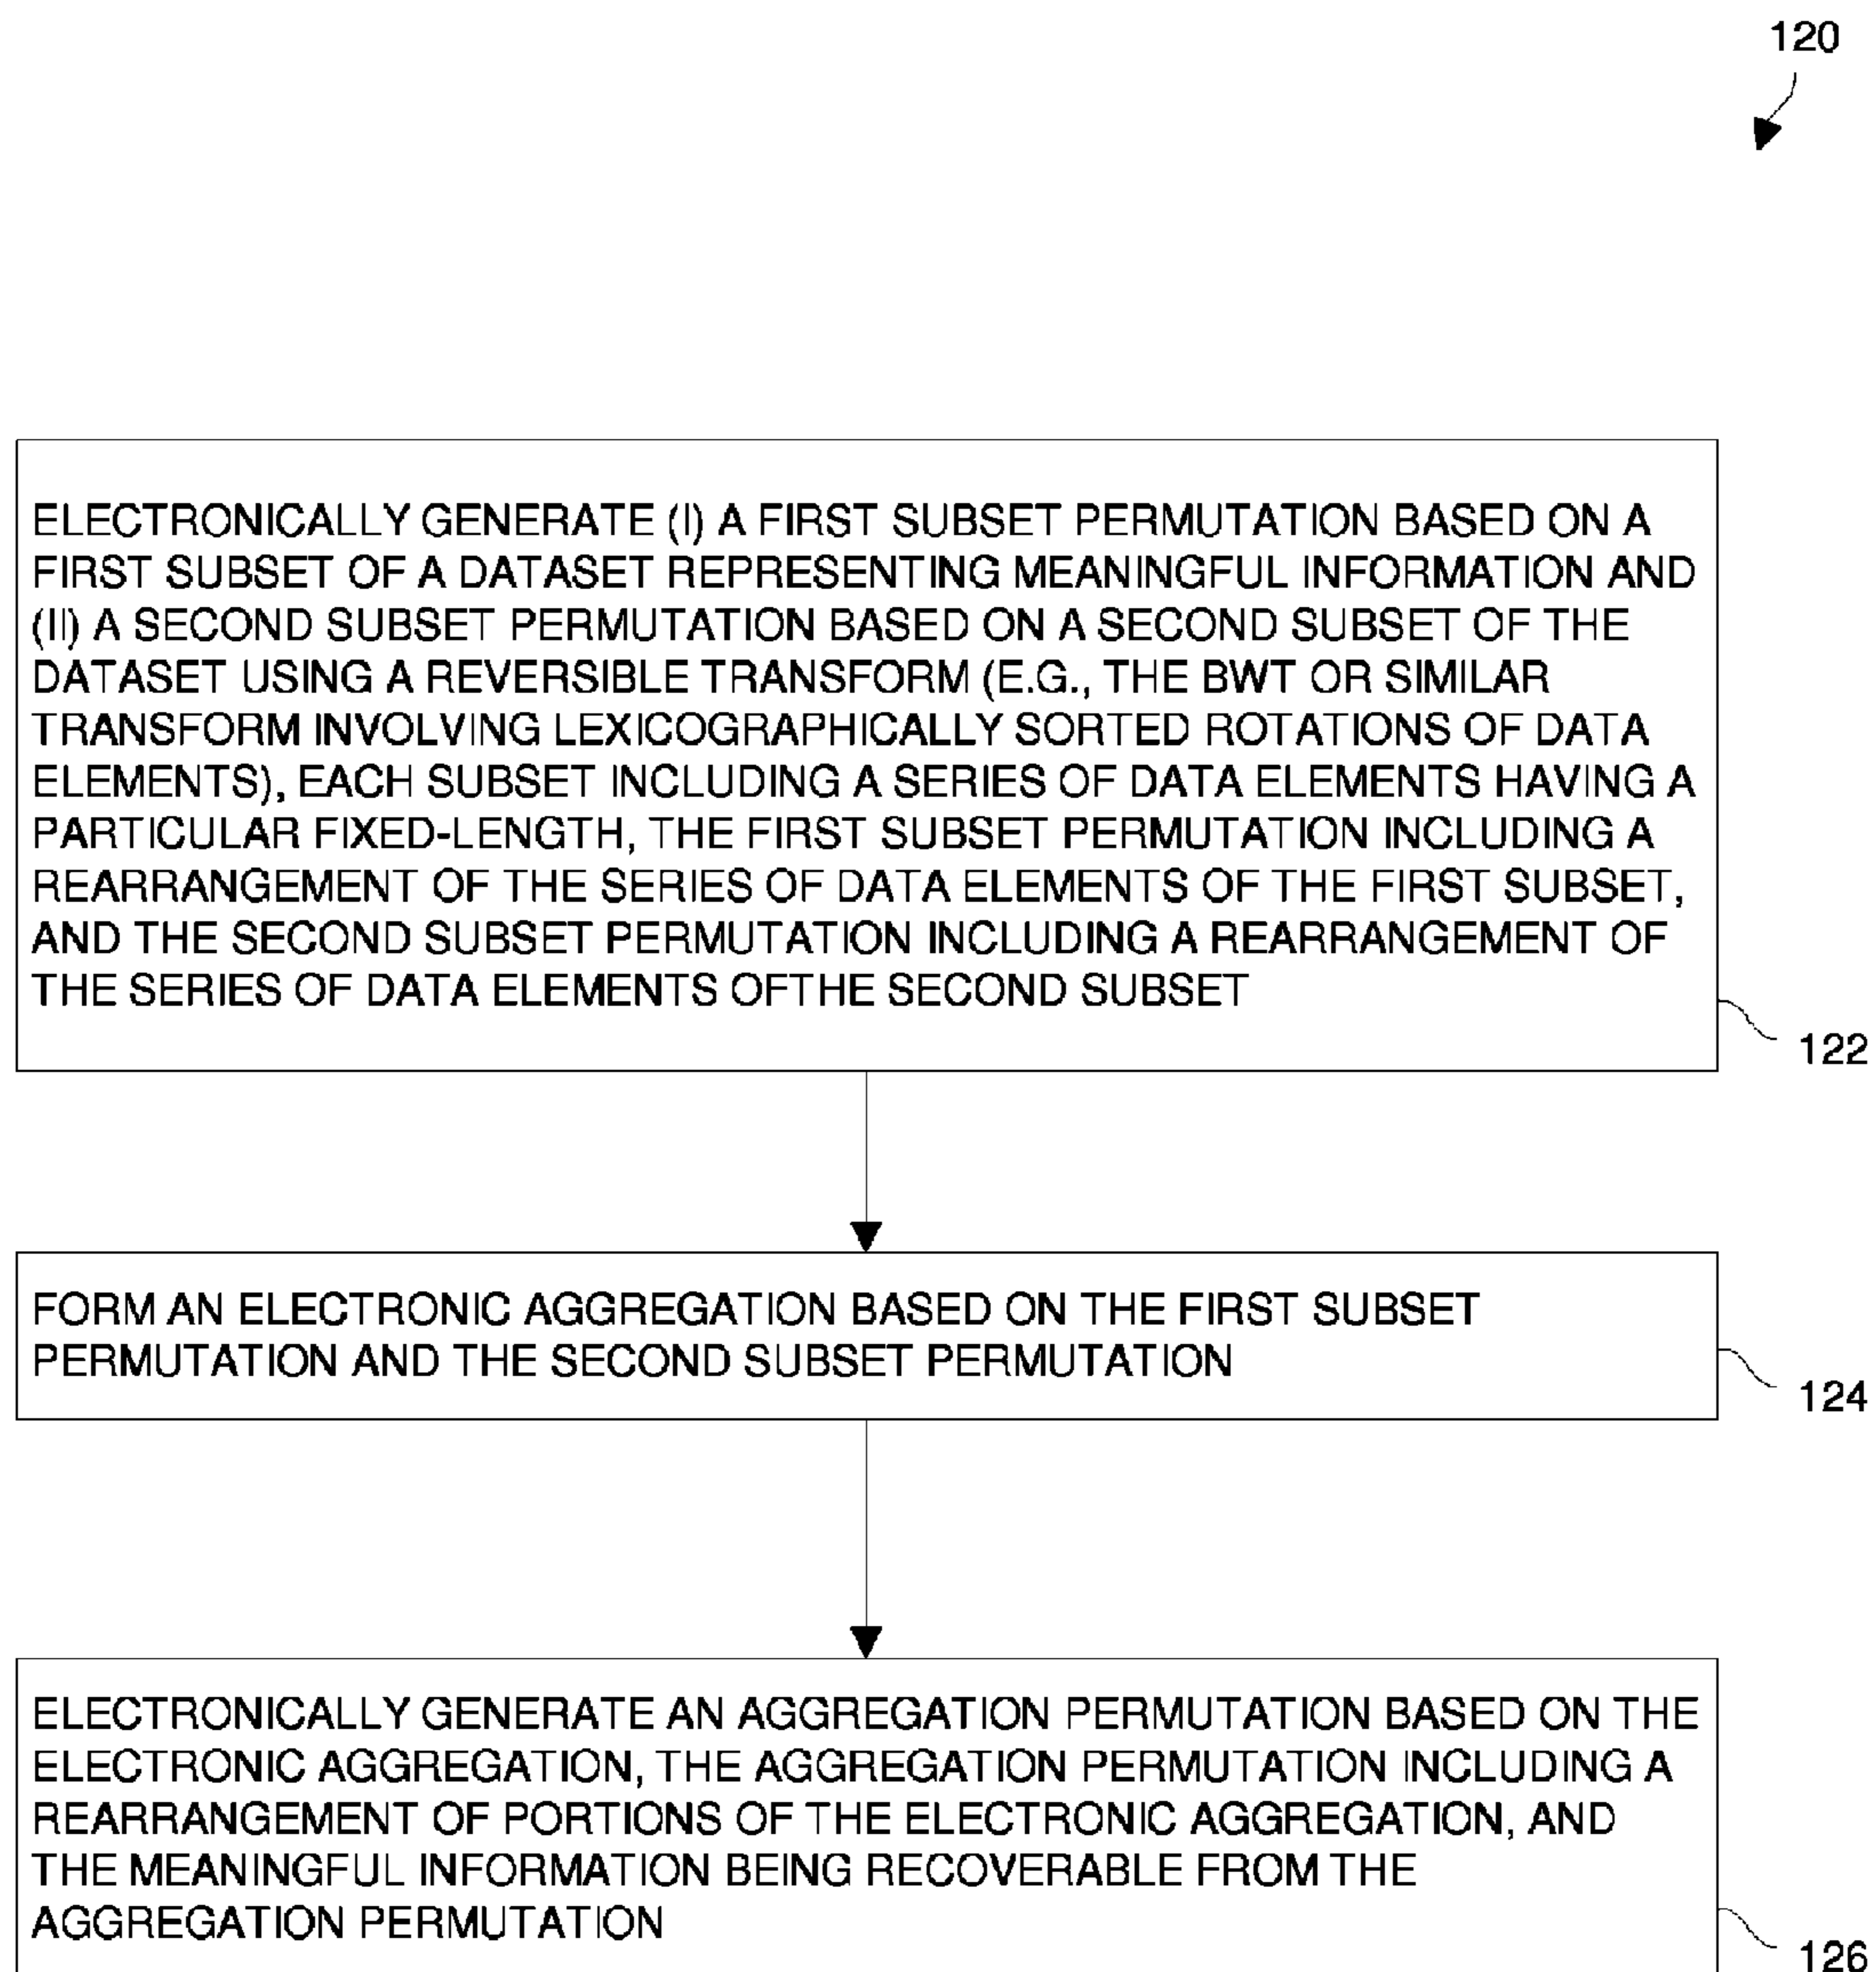 120
ELECTRONICALLY GENERATE (I) A FIRST SUBSET PERMUTATION BASED ON A
FIRST SUBSET OF A DATASET REPRESENTING MEANINGFUL INFORMATION AND
(II) A SECOND SUBSET PERMUTATION BASED ON A SECOND SUBSET OF THE
DATASET USING A REVERSIBLE TRANSFORM (E.G., THE BWT OR SIMILAR
TRANSFORM INVOLVING LEXICOGRAPHICALLY SORTED ROTATIONS OF DATA
ELEMENTS), EACH SUBSET INCLUDING A SERIES OF DATA ELEMENTS HAVING A
PARTICULAR FIXED-LENGTH, THE FIRST SUBSET PERMUTATION INCLUDING A
REARRANGEMENT OF THE SERIES OF DATA ELEMENTS OF THE FIRST SUBSET,
AND THE SECOND SUBSET PERMUTATION INCLUDING A REARRANGEMENT OF
THE SERIES OF DATA ELEMENTS OFTHE SECOND SUBSET
122
FORM AN ELECTRONIC AGGREGATION BASED ON THE FIRST SUBSET
PERMUTATION AND THE SECOND SUBSET PERMUTATION
124
ELECTRONICALLY GENERATE AN AGGREGATION PERMUTATION BASED ON THE
ELECTRONIC AGGREGATION, THE AGGREGATION PERMUTATION INCLUDING A
REARRANGEMENT OF PORTIONS OF THE ELECTRONIC AGGREGATION, AND
THE MEANINGFUL INFORMATION BEING RECOVERABLE FROM THE
AGGREGATION PERMUTATION
126